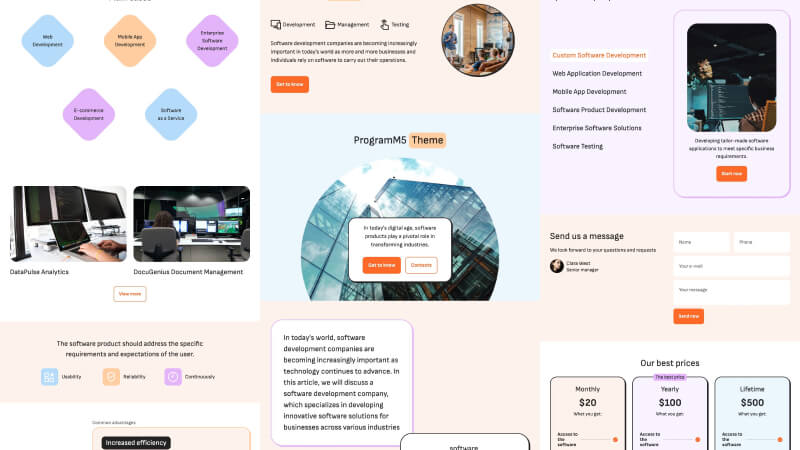 Web
Development
Mobile App
Development
Enterprise
Software
Development
E-commerce
Development
Software
as a Service
DataPulse Analytics
DocuGenius Document Management
View more
The software product should address the specific
requirements and expectations of the user.
Usability
Reliability
Continuously
Common advantages
Increased efficiency
Development
Management
Testing
Software development companies are becoming increasingly
important in today's world as more and more businesses and
individuals rely on software to carry out their operations.
Get to know
ProgramM5 Theme
In today's digital age, software
products play a pivotal role in
transforming industries.
Get to know
Contacts
In today's world, software
development companies are
becoming increasingly important as
technology continues to advance. In
this article, we will discuss a
software development company,
which specializes in developing
innovative software solutions for
businesses across various industries
software
Custom Software Development
Web Application Development
Mobile App Development
Software Product Development
Enterprise Software Solutions
Software Testing
Developing tailor-made software
applications to meet specific business
requirements.
Start now
Send us a message
We look forward to your questions and requests
Clara West
Senior manager
Name
Phone
Your e-mail
Your message
Send now
Our best prices
Monthly
$20
What you get:
Access to
the
software
The best price
Yearly
$100
What you get:
Access to
the
software
Lifetime
$500
What you get:
Access to
the
software